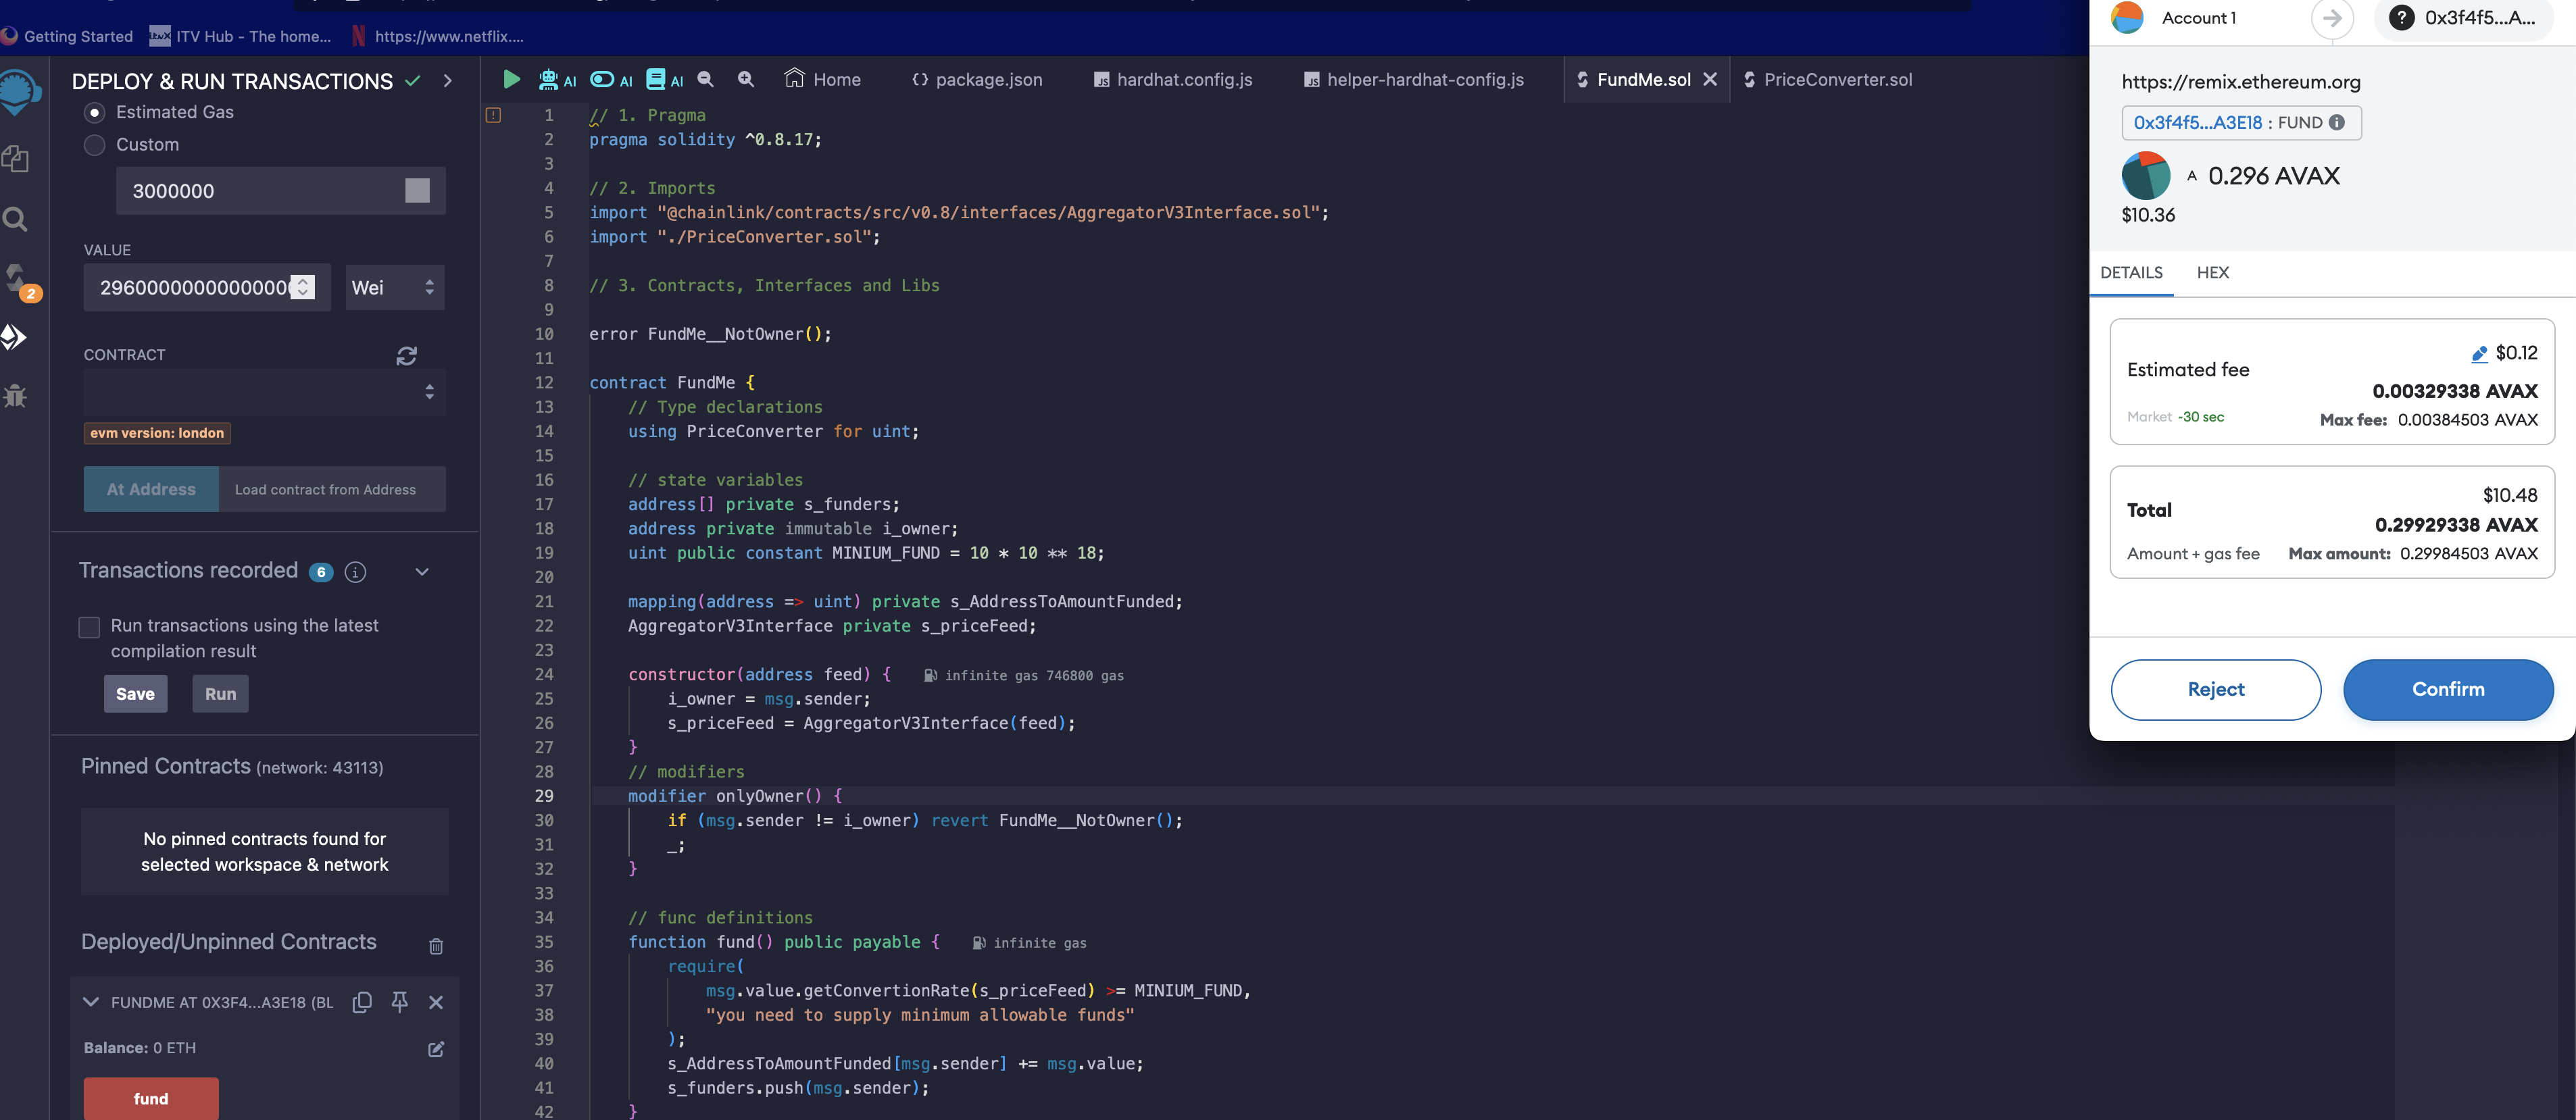 Getting Started
ITV Hub - The home...
https://www.netflix....
DEPLOY & RUN TRANSACTIONS
Estimated Gas
Custom
3000000
VALUE
Wei
CONTRACT
evm version: london
At Address
Load contract from Address
Transactions recorded 6 i
Run transactions using the latest
compilation result
Save
Run
Pinned Contracts (network: 43113)
No pinned contracts found for
selected workspace & network
Deployed/Unpinned Contracts
FUNDME AT 0X3F4...A3E18 (BL
Balance: 0 ETH
fund
2
AI
AI
AI
Home
{} package.json
JS hardhat.config.js
JS helper-hardhat-config.js
FundMe.sol
PriceConverter.sol
1 // 1. Pragma
2 pragma solidity ^0.8.17;
3
4 // 2. Imports
5 import "@chainlink/contracts/src/v0.8/interfaces/AggregatorV3Interface.sol";
6 import "./PriceConverter.sol";
7
8 // 3. Contracts, Interfaces and Libs
9
10 error FundMe__NotOwner();
11
12 contract FundMe {
13 // Type declarations
14 using PriceConverter for uint;
15
16 // state variables
17 address[] private s_funders;
18 address private immutable i_owner;
19 uint public constant MINIUM_FUND = 10 * 10 ** 18;
20
21 mapping(address => uint) private s_AddressToAmountFunded;
22 AggregatorV3Interface private s_priceFeed;
23
24 constructor(address feed) { infinite gas 746800 gas
25 i_owner = msg.sender;
26 s_priceFeed = AggregatorV3Interface(feed);
27 }
28 // modifiers
29 modifier onlyOwner() {
30 if (msg.sender != i_owner) revert FundMe__NotOwner();
31 _;
32 }
33
34 // func definitions
35 function fund() public payable { infinite gas
36 require(
37 msg.value.getConvertionRate(s_priceFeed) >= MINIUM_FUND,
38 "you need to supply minimum allowable funds"
39 );
40 s_AddressToAmountFunded[msg.sender] += msg.value;
41 s_funders.push(msg.sender);
42 }
Account 1
0x3f4f5...A...
https://remix.ethereum.org
0x3f4f5...A3E18 : FUND
A 0.296 AVAX
$10.36
DETAILS
HEX
Estimated fee
$0.12
0.00329338 AVAX
Market -30 sec
Max fee: 0.00384503 AVAX
Total
$10.48
0.29929338 AVAX
Amount + gas fee
Max amount: 0.29984503 AVAX
Reject
Confirm